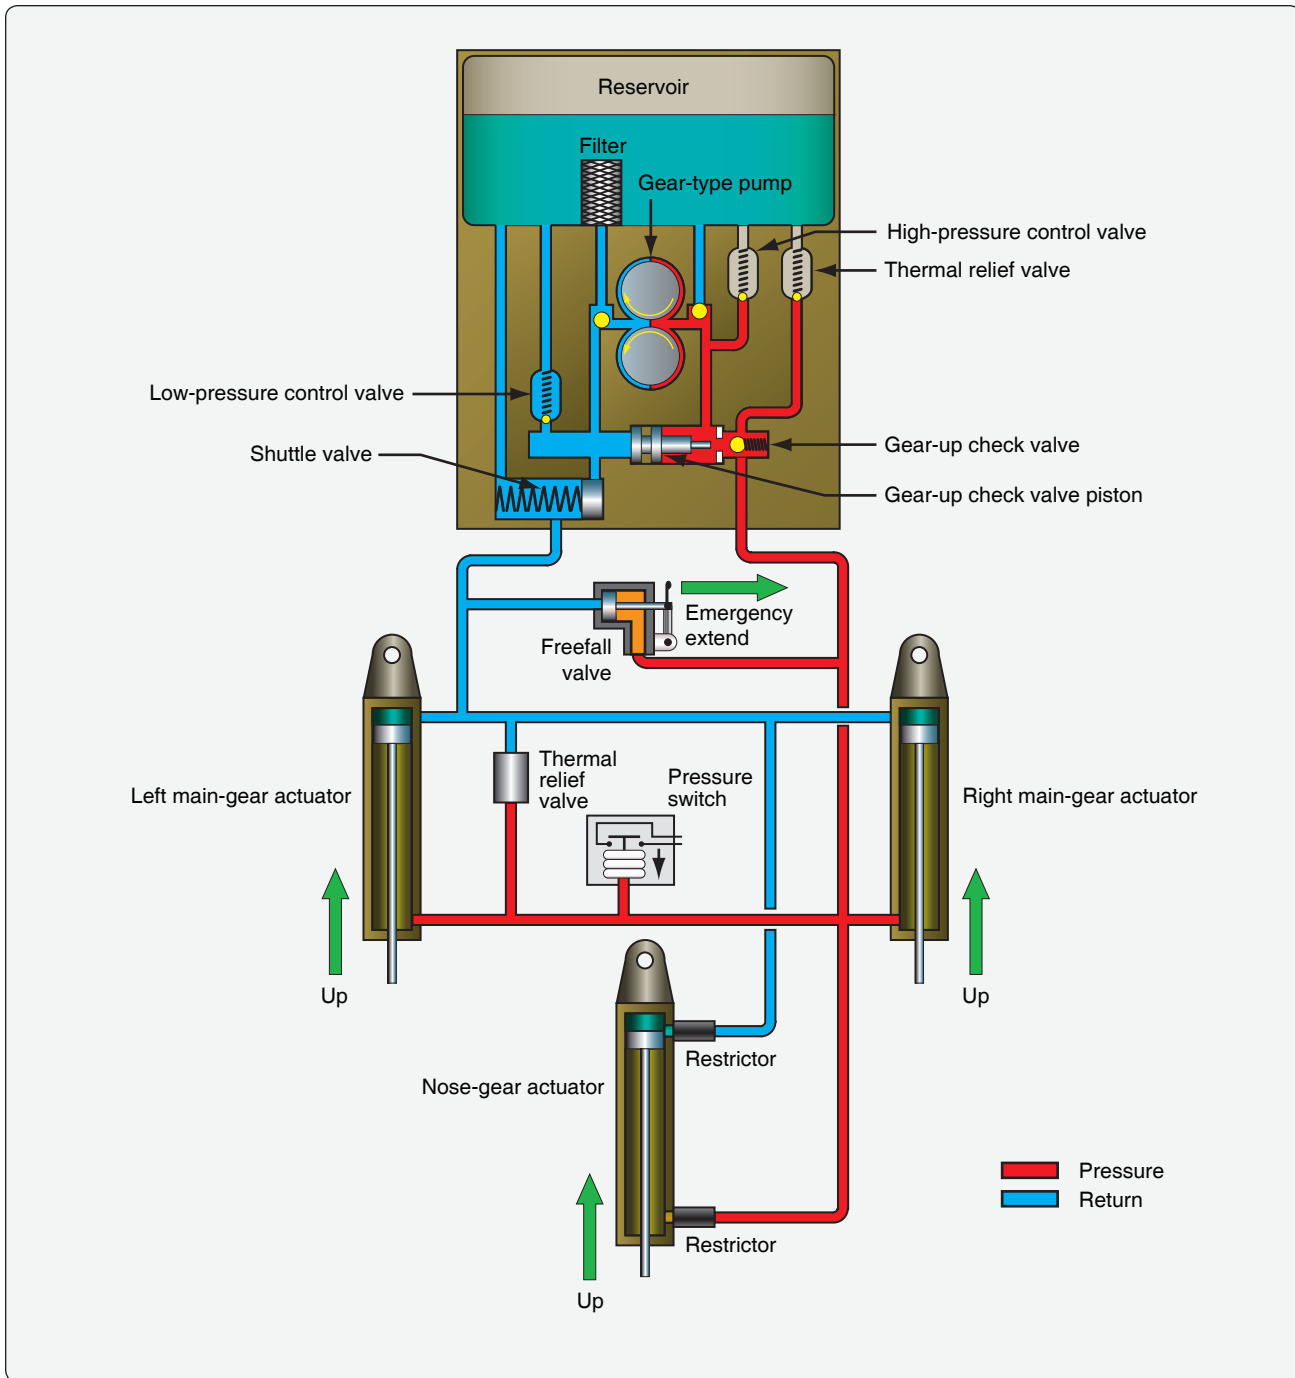 Reservoir
Filter
Gear-type pump
High-pressure control valve
Thermal relief valve
Low-pressure control valve
Shuttle valve
Gear-up check valve
Gear-up check valve piston
Emergency
extend
Freefall
valve
Thermal
relief
valve
Pressure
switch
Left main-gear actuator
Right main-gear actuator
Up
Up
Restrictor
Nose-gear actuator
Pressure
Return
Restrictor
Up